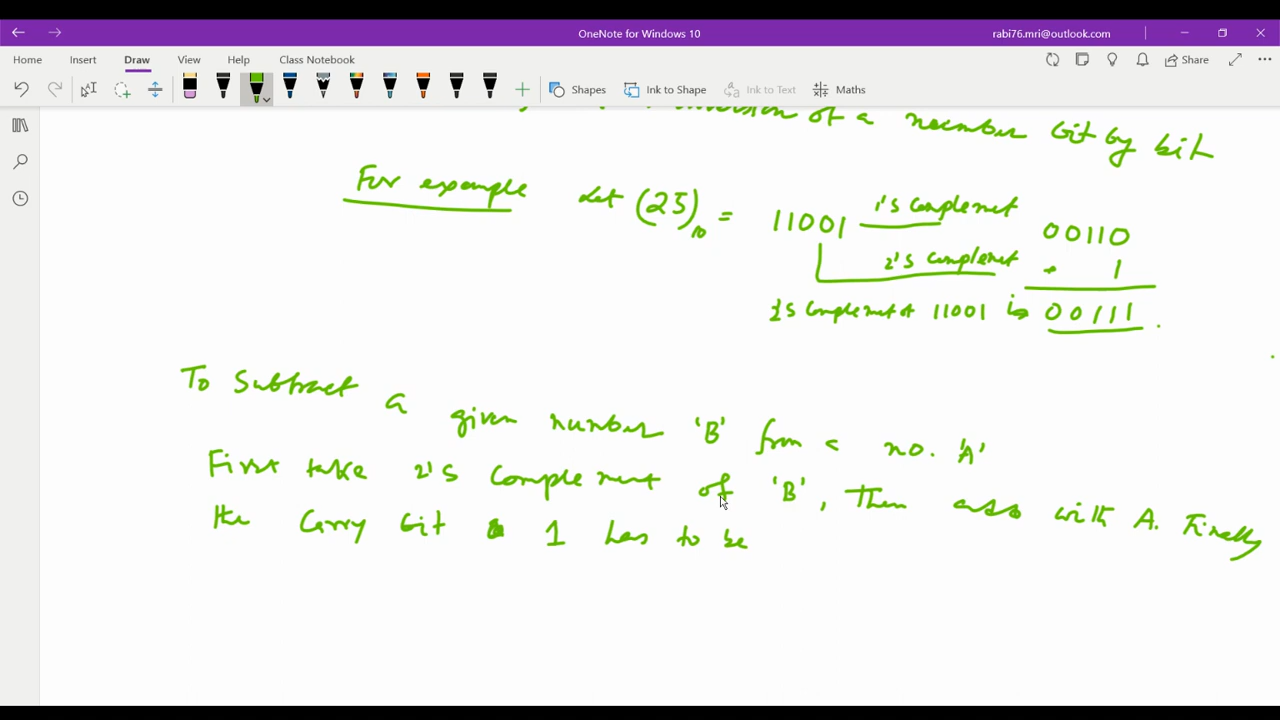 OneNote for Windows 10
rabi76.mri@outlook.com
Home Insert Draw View Help Class Notebook
Share
Shapes Ink to Shape Ink to Text Maths
of a number bit by bit
For example Let (25)10 = 11001 1's complement 00110
2's complement + 1
2's Complement of 11001 is 00111.
To Subtract a given number 'B' from a no. 'A'
First take 2's Complement of 'B', Then add with A. Finally
the Carry bit 1 has to be